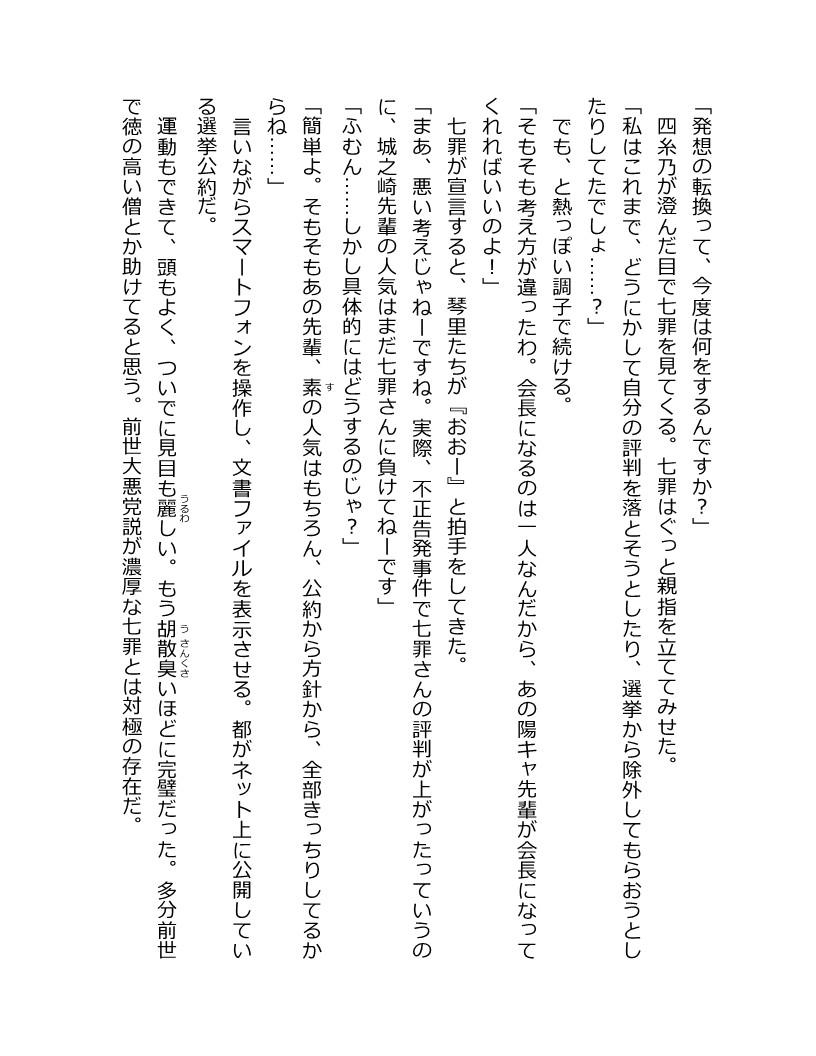 「発想の転換って、今度は何をするんですか？」
四糸乃が澄んだ目で七罪を見てくる。七罪はぐっと親指を立ててみせた。
「私はこれまで、どうにかして自分の評判を落とそうとしたり、選挙から除外してもらおうとし
たりしてたでしょ……？」
でも、と熱っぽい調子で続ける。
「そもそも考え方が違ったわ。会長になるのは一人なんだから、あの陽キャ先輩が会長になって
くれればいいのよ！」
七罪が宣言すると、琴里たちが『おおー』と拍手をしてきた。
「まあ、悪い考えじゃねーですね。実際、不正告発事件で七罪さんの評判が上がったっていうの
に、城之崎先輩の人気はまだ七罪さんに負けてねーです」
「ふむん……しかし具体的にはどうするのじゃ？」
「簡単よ。そもそもあの先輩、素の人気はもちろん、公約から方針から、全部きっちりしてるか
す
らね……」
言いながらスマートフォンを操作し、文書ファイルを表示させる。都がネット上に公開してい
る選挙公約だ。
運動もできて、頭もよく、ついでに見目も麗しい。もう胡散臭いほどに完璧だった。多分前世
うるわ
うさんくさ
で徳の高い僧とか助けてると思う。前世大悪党説が濃厚な七罪とは対極の存在だ。